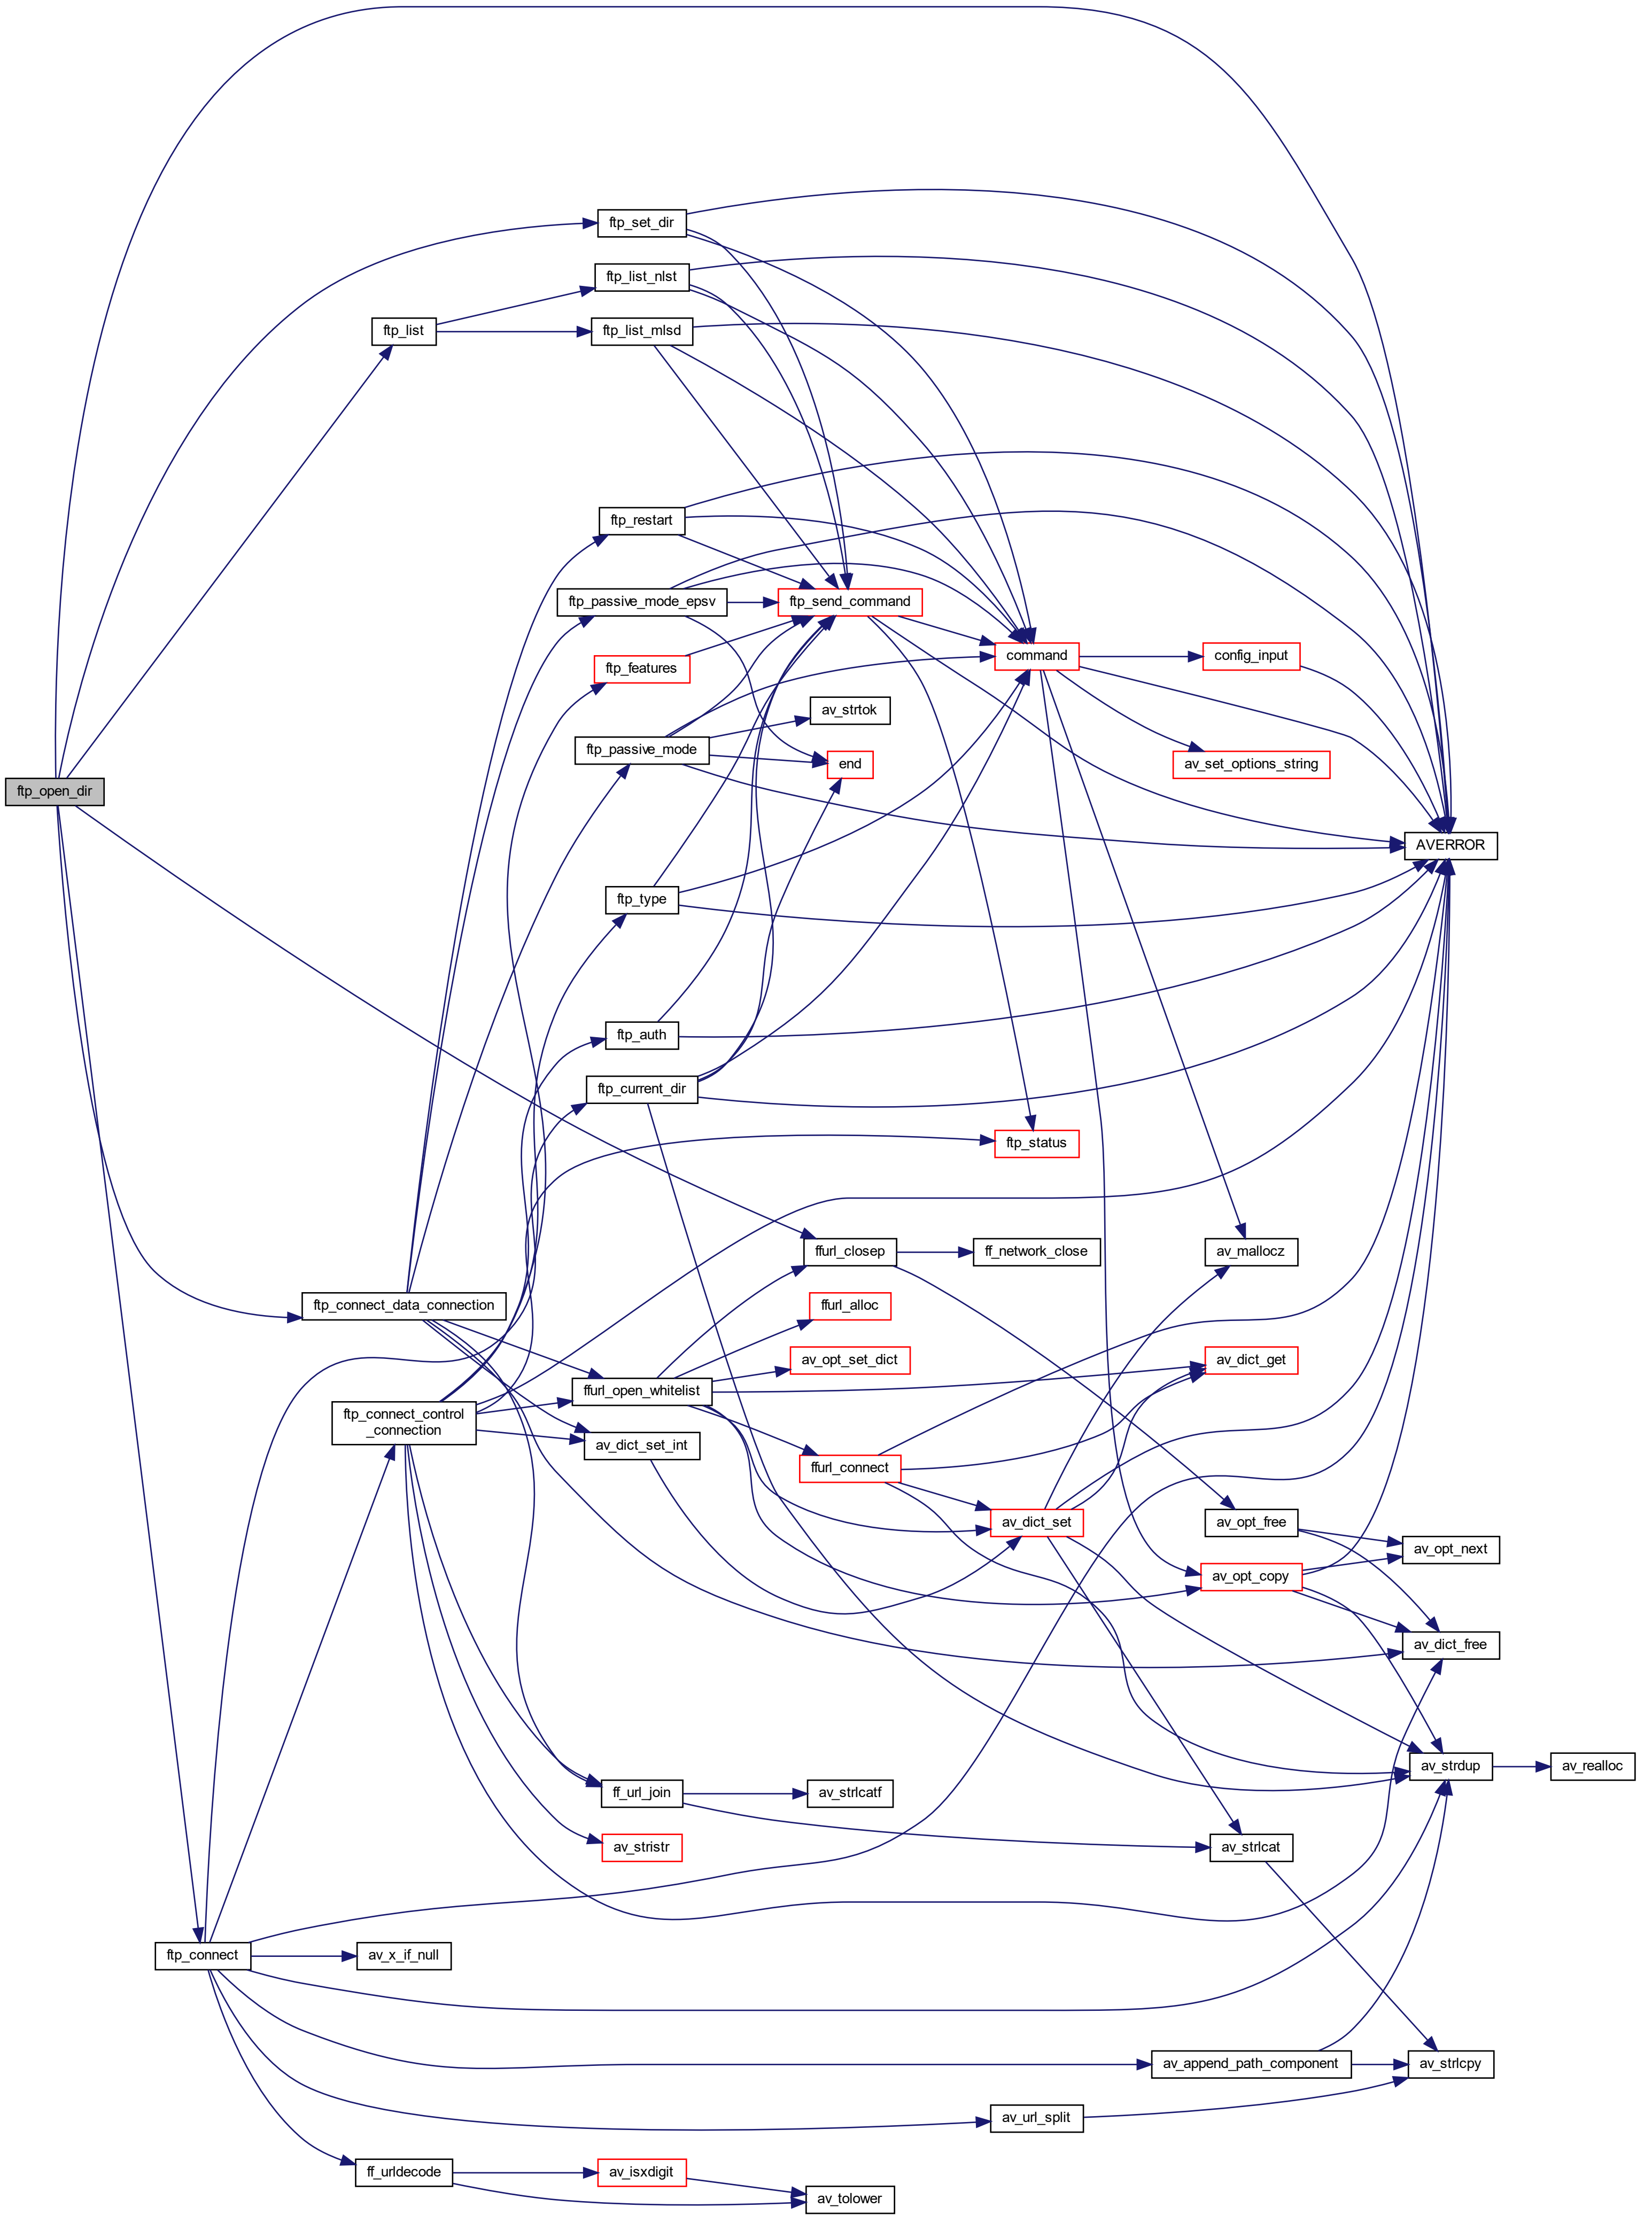 ftp_set_dir
ftp_list_nlst
ftp_list
ftp_list_mlsd
ftp_restart
ftp_passive_mode_epsv
ftp_send_command
ftp_features
command
config_input
av_strtok
ftp_passive_mode
end
av_set_options_string
ftp_open_dir
AVERROR
ftp_type
ftp_auth
ftp_current_dir
ftp_status
ffurl_closep
ff_network_close
av_mallocz
ftp_connect_data_connection
ffurl_alloc
av_opt_set_dict
av_dict_get
ffurl_open_whitelist
ftp_connect_control
_connection
av_dict_set_int
ffurl_connect
av_dict_set
av_opt_free
av_opt_next
av_opt_copy
av_dict_free
av_strdup
av_realloc
ff_url_join
av_strlcatf
av_stristr
av_strlcat
ftp_connect
av_x_if_null
av_append_path_component
av_strlcpy
av_url_split
ff_urldecode
av_isxdigit
av_tolower